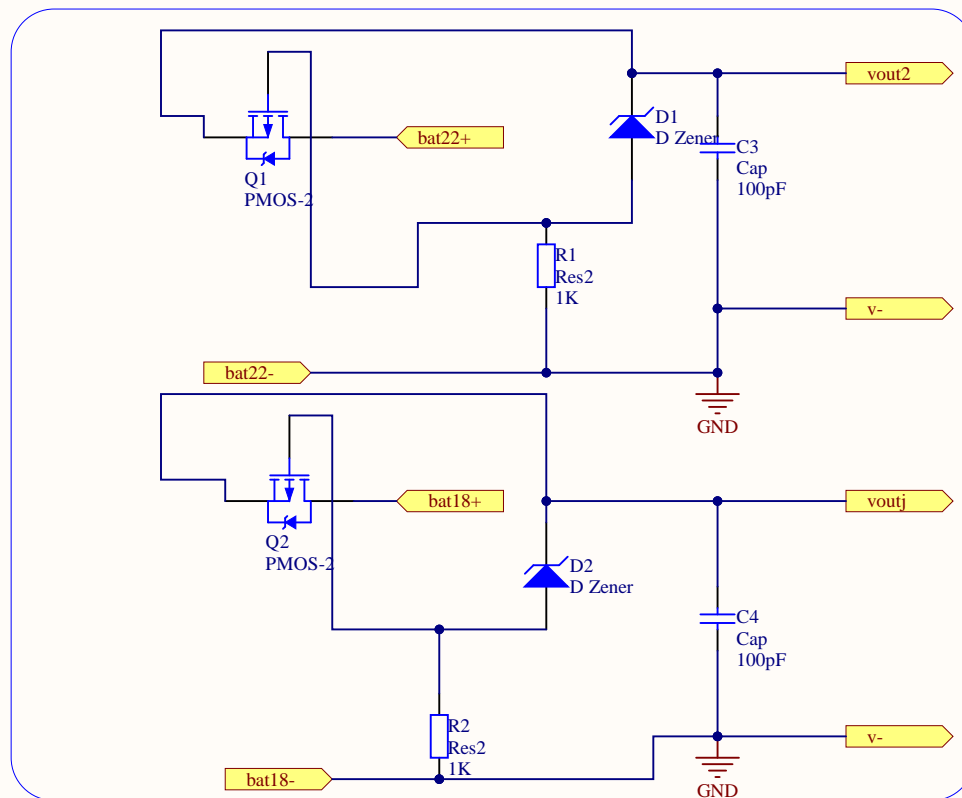 vout2
D1
D Zener
bat22+
C3
Cap
100pF
Q1
PMOS-2
R1
Res2
1K
v-
bat22-
GND
voutj
bat18+
Q2
PMOS-2
D2
D Zener
C4
Cap
100pF
R2
Res2
1K
v-
bat18-
GND